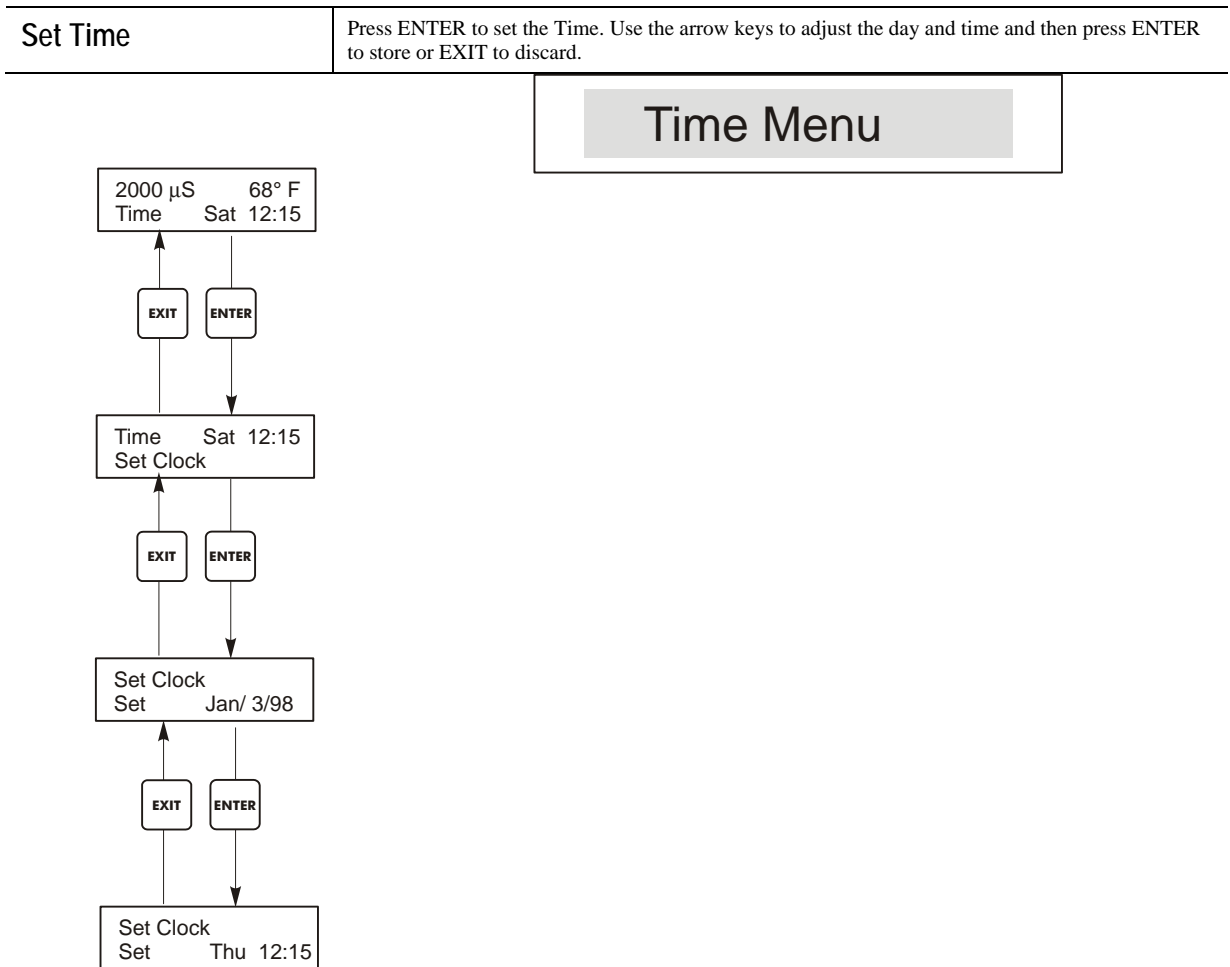 Set Time
Press ENTER to set the Time. Use the arrow keys to adjust the day and time and then press ENTER
to store or EXIT to discard.
Time Menu
2000 µS 68° F
Time Sat 12:15
EXIT ENTER
Time Sat 12:15
Set Clock
EXIT ENTER
Set Clock
Set Jan/ 3/98
EXIT ENTER
Set Clock
Set Thu 12:15